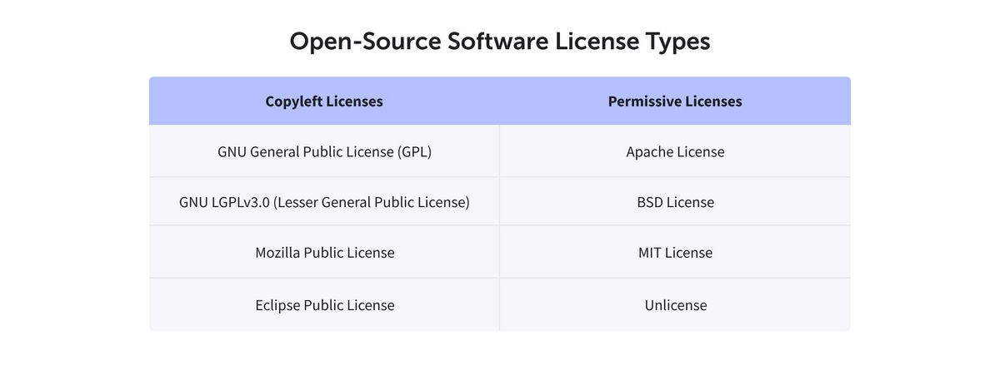 Open-Source Software License Types
Copyleft Licenses Permissive Licenses
GNU General Public License (GPL) Apache License
GNU LGPLv3.0 (Lesser General Public License) BSD License
Mozilla Public License MIT License
Eclipse Public License Unlicense